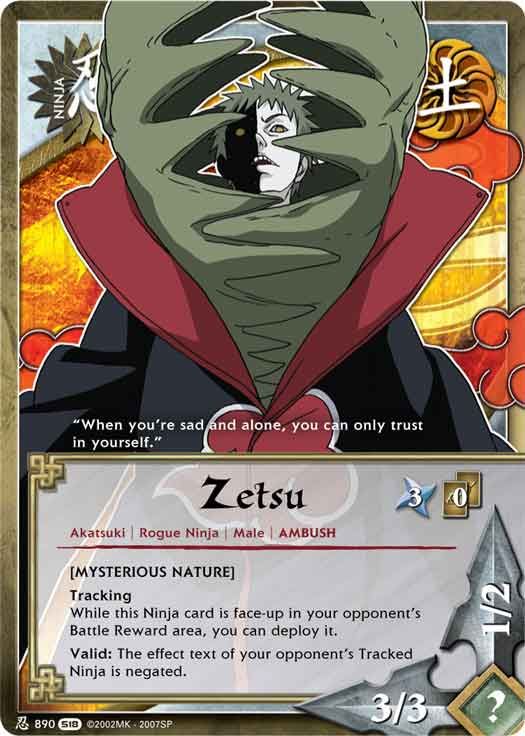 NINJA
忍
土
“When you’re sad and alone, you can only trust
in yourself.”
Zetsu
3
0
Akatsuki | Rogue Ninja | Male | AMBUSH
[MYSTERIOUS NATURE]
Tracking
While this Ninja card is face-up in your opponent’s
Battle Reward area, you can deploy it.
Valid: The effect text of your opponent’s Tracked
Ninja is negated.
1/2
3/3
?
忍 890 S18 ©2002MK - 2007SP